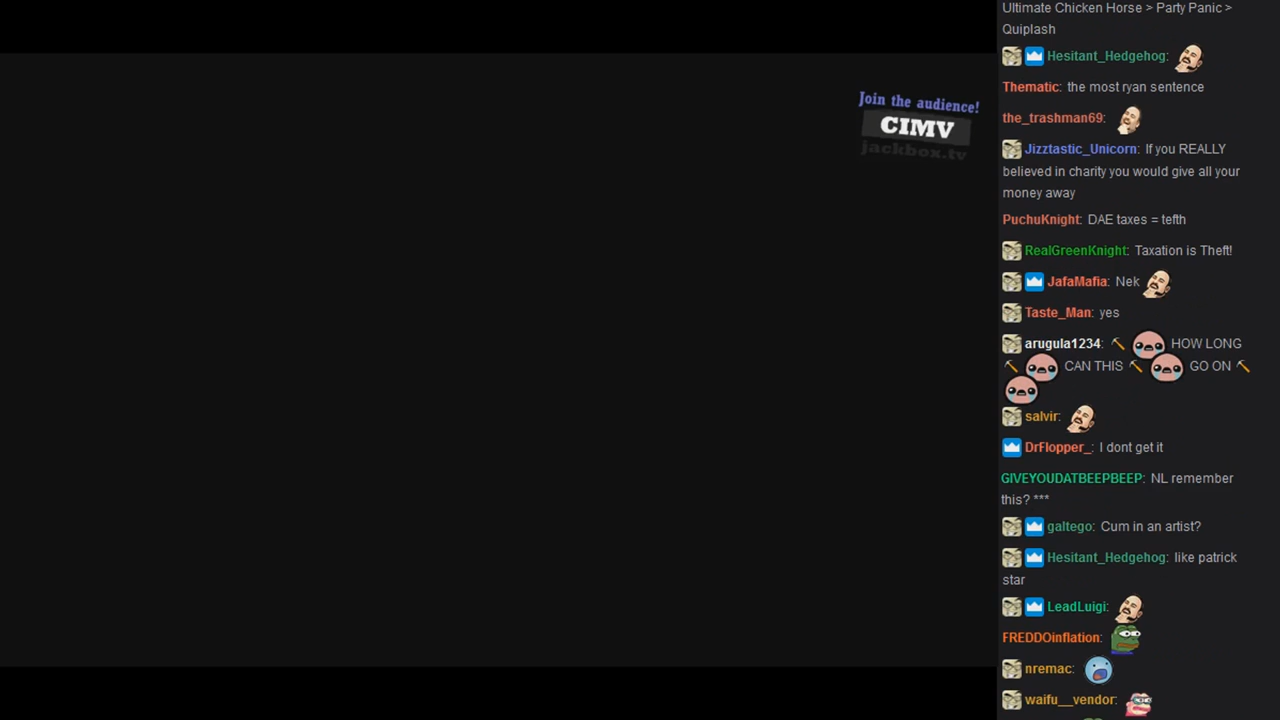 Join the audience!
CIMV
jackbox.tv
Ultimate Chicken Horse > Party Panic >
Quiplash
Hesitant_Hedgehog:
Thematic: the most ryan sentence
the_trashman69:
Jizztastic_Unicorn: If you REALLY
believed in charity you would give all your
money away
PuchuKnight: DAE taxes = tefth
RealGreenKnight: Taxation is Theft!
JafaMafia: Nek
Taste_Man: yes
arugula1234: HOW LONG
CAN THIS GO ON
salvir:
DrFlopper_: I dont get it
GIVEYOUDATBEEPBEEP: NL remember
this? ***
galtego: Cum in an artist?
Hesitant_Hedgehog: like patrick
star
LeadLuigi:
FREDDOinflation:
nremac:
waifu__vendor: